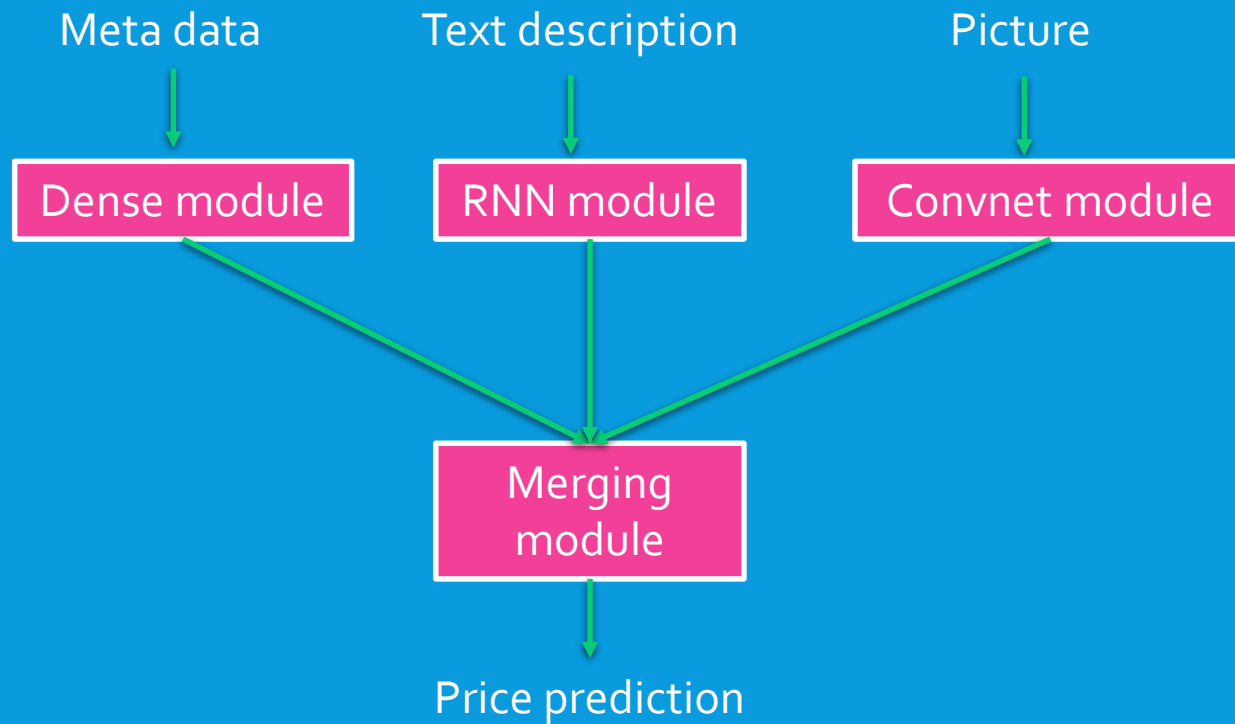 Meta data
Text description
Picture
Dense module
RNN module
Convnet module
Merging
module
Price prediction